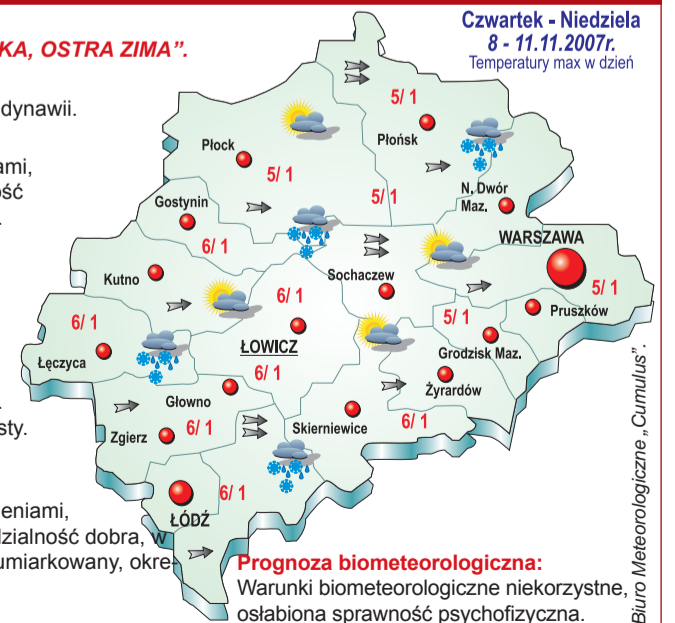 Czwartek - Niedziela
8 - 11.11.2007r.
Temperatury max w dzień
KA, OSTRA ZIMA”.
dynawii.
ami,
ość
sty.
eniami,
dzialność dobra, w
umiarkowany, okre-
5/ 1
Płońsk
Płock
5/ 1
5/ 1
N. Dwór
Maz.
Gostynin
6/ 1
WARSZAWA
Kutno
Sochaczew
6/ 1
5/ 1
Pruszków
6/ 1
5/ 1
ŁOWICZ
Grodzisk Maz.
Łęczyca
6/ 1
Żyrardów
Głowno
6/ 1
Skierniewice
6/ 1
Zgierz
6/ 1
ŁÓDŹ
Prognoza biometeorologiczna:
Warunki biometeorologiczne niekorzystne,
osłabiona sprawność psychofizyczna.
Biuro Meteorologiczne „Cumulus”.